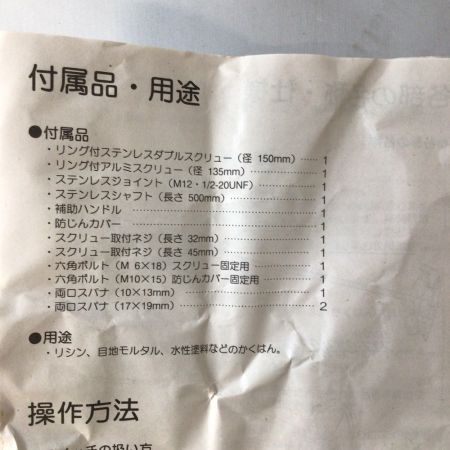 付属品・用途
●付属品
・リング付ステンレスダブルスクリュー（径 150mm）…… 1
・リング付アルミスクリュー（径 135mm）…… 1
・ステンレスジョイント（M12・1/2-20UNF）…… 1
・ステンレスシャフト（長さ 500mm）…… 1
・補助ハンドル …… 1
・防じんカバー …… 1
・スクリュー取付ネジ（長さ 32mm）…… 1
・スクリュー取付ネジ（長さ 45mm）…… 1
・六角ボルト（M 6×18）スクリュー固定用 …… 1
・六角ボルト（M10×15）防じんカバー固定用 …… 1
・両口スパナ（10×13mm）…… 1
・両口スパナ（17×19mm）…… 2
●用途
・リシン、目地モルタル、水性塗料などのかくはん。
操作方法
チの扱い方